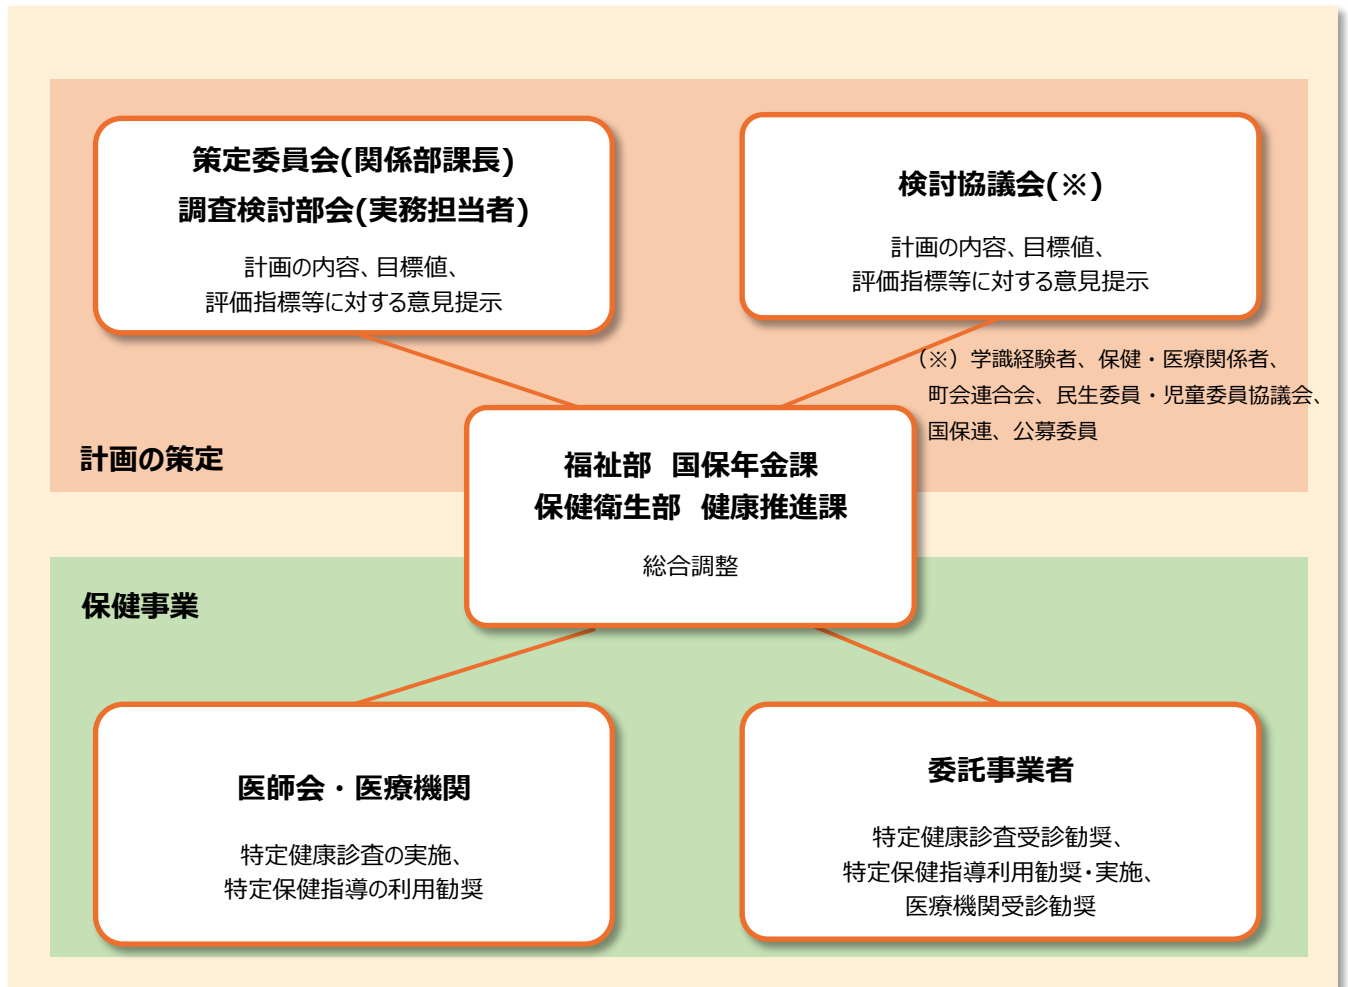 策定委員会(関係部課長)
調査検討部会(実務担当者)
計画の内容、目標値、
評価指標等に対する意見提示
検討協議会(※)
計画の内容、目標値、
評価指標等に対する意見提示
（※）学識経験者、保健・医療関係者、
町会連合会、民生委員・児童委員協議会、
国保連、公募委員
計画の策定
福祉部　国保年金課
保健衛生部　健康推進課
総合調整
保健事業
医師会・医療機関
特定健康診査の実施、
特定保健指導の利用勧奨
委託事業者
特定健康診査受診勧奨、
特定保健指導利用勧奨・実施、
医療機関受診勧奨